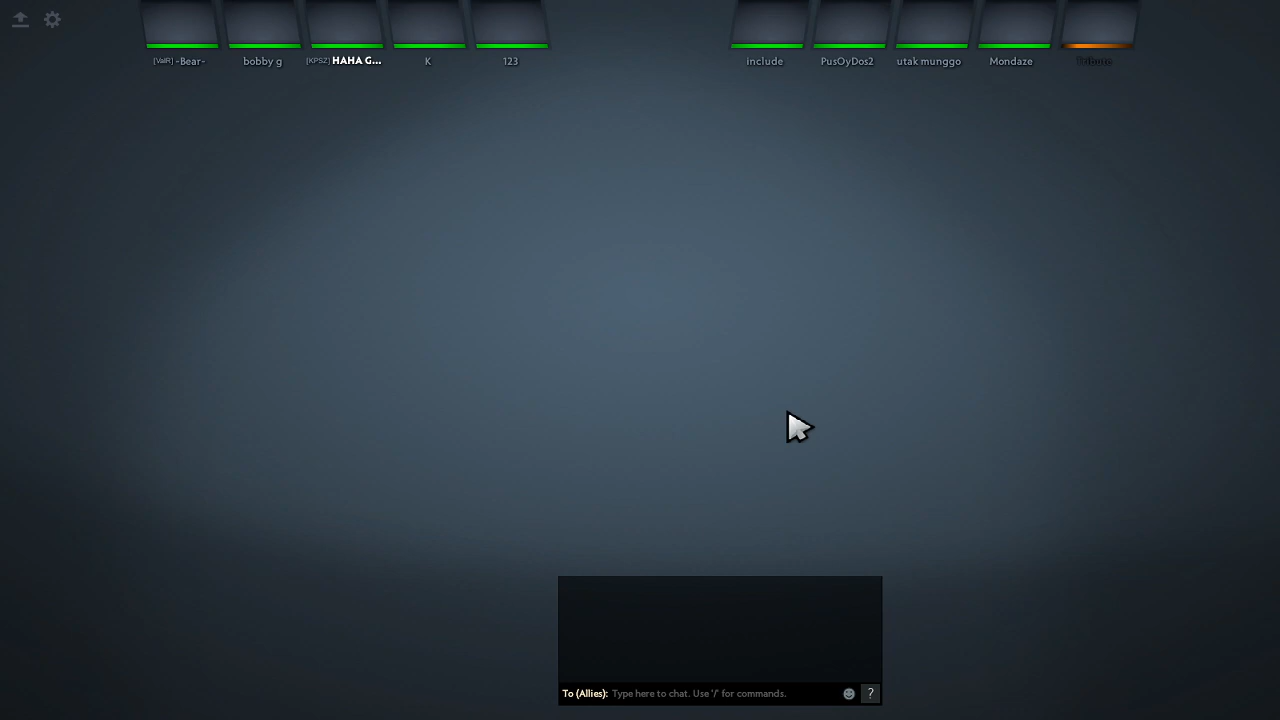 [ValR] -Bear-
bobby g
[KPSZ] HAHA G...
K
123
include
PusOyDos2
utak munggo
Mondaze
Tribute
To (Allies): Type here to chat. Use '/' for commands.
?